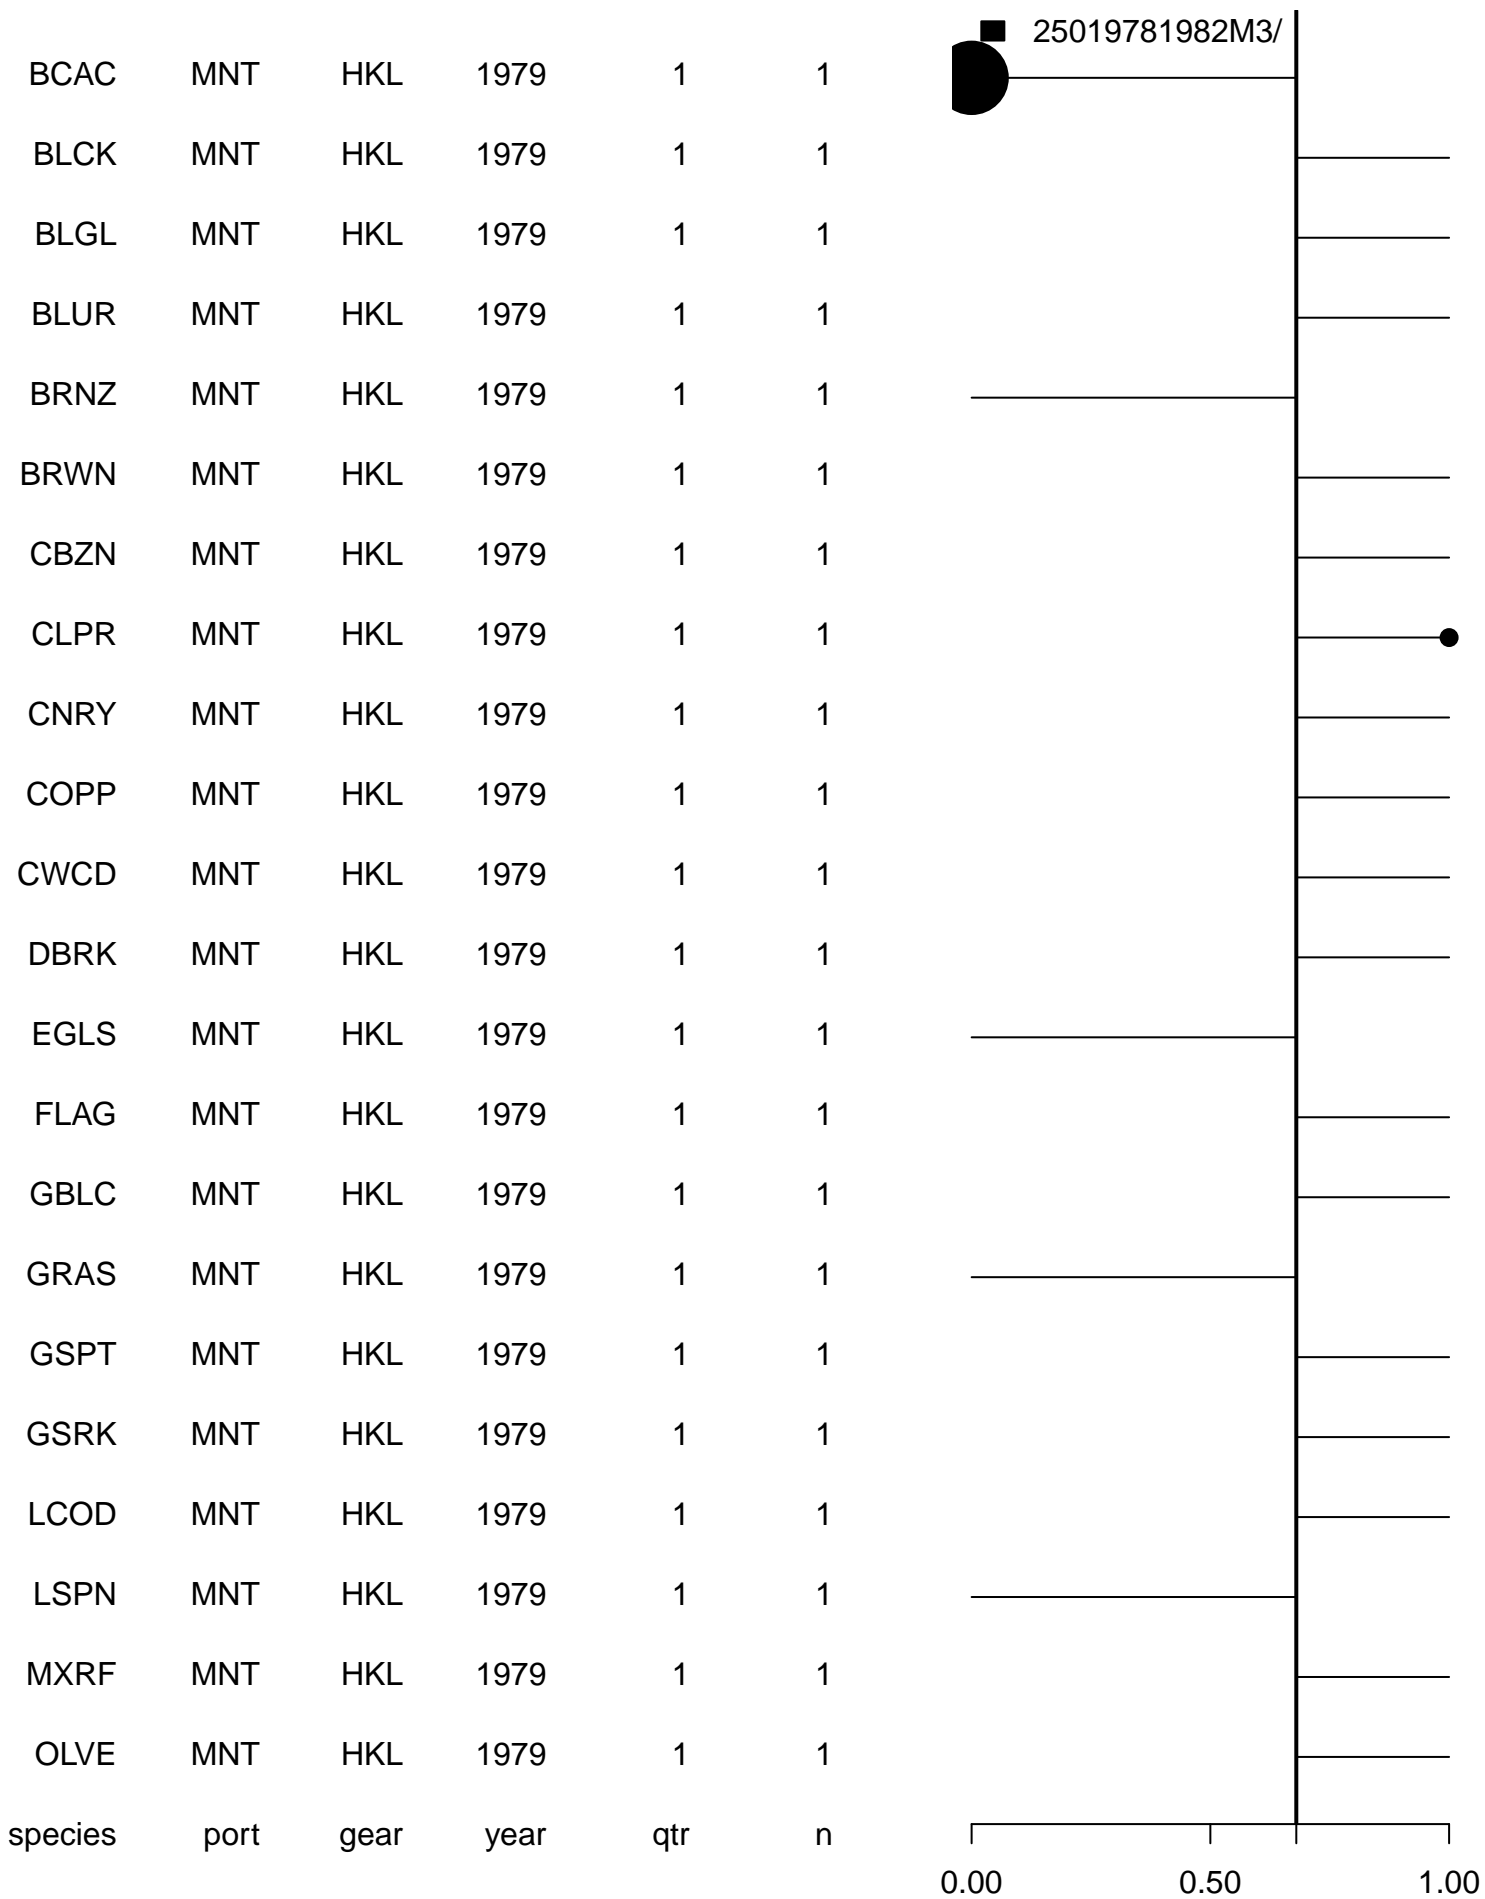 25019781982M3/
BCAC MNT HKL 1979 1 1
BLCK MNT HKL 1979 1 1
BLGL MNT HKL 1979 1 1
BLUR MNT HKL 1979 1 1
BRNZ MNT HKL 1979 1 1
BRWN MNT HKL 1979 1 1
CBZN MNT HKL 1979 1 1
CLPR MNT HKL 1979 1 1
CNRY MNT HKL 1979 1 1
COPP MNT HKL 1979 1 1
CWCD MNT HKL 1979 1 1
DBRK MNT HKL 1979 1 1
EGLS MNT HKL 1979 1 1
FLAG MNT HKL 1979 1 1
GBLC MNT HKL 1979 1 1
GRAS MNT HKL 1979 1 1
GSPT MNT HKL 1979 1 1
GSRK MNT HKL 1979 1 1
LCOD MNT HKL 1979 1 1
LSPN MNT HKL 1979 1 1
MXRF MNT HKL 1979 1 1
OLVE MNT HKL 1979 1 1
species port gear year qtr n
0.00 0.50 1.00